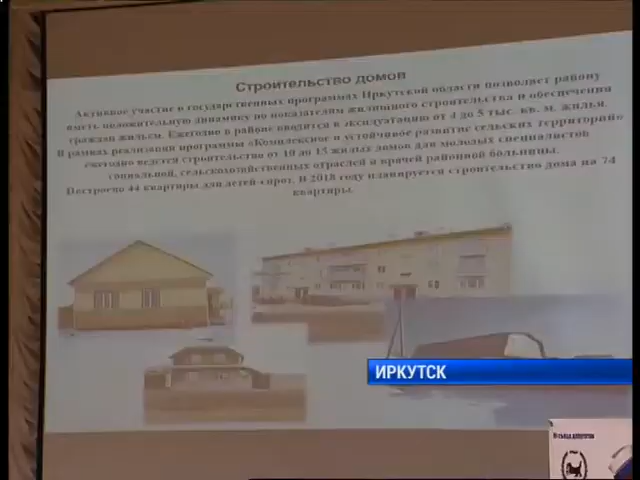 Строительство домов
Активное участие в государственных программах Иркутской области позволяет району
иметь положительную динамику по показателям жилищного строительства и обеспечения
граждан жильем. Ежегодно в районе вводится в эксплуатацию от 4 до 5 тыс. кв. м. жилья.
В рамках реализации программы «Комплексное и устойчивое развитие сельских территорий»
ежегодно ведется строительство от 10 до 15 жилых домов для молодых специалистов
социальной, сельскохозяйственных отраслей и врачей районной больницы.
Построено 44 квартиры для детей-сирот. В 2018 году планируется строительство дома на 74
квартиры.
ИРКУТСК